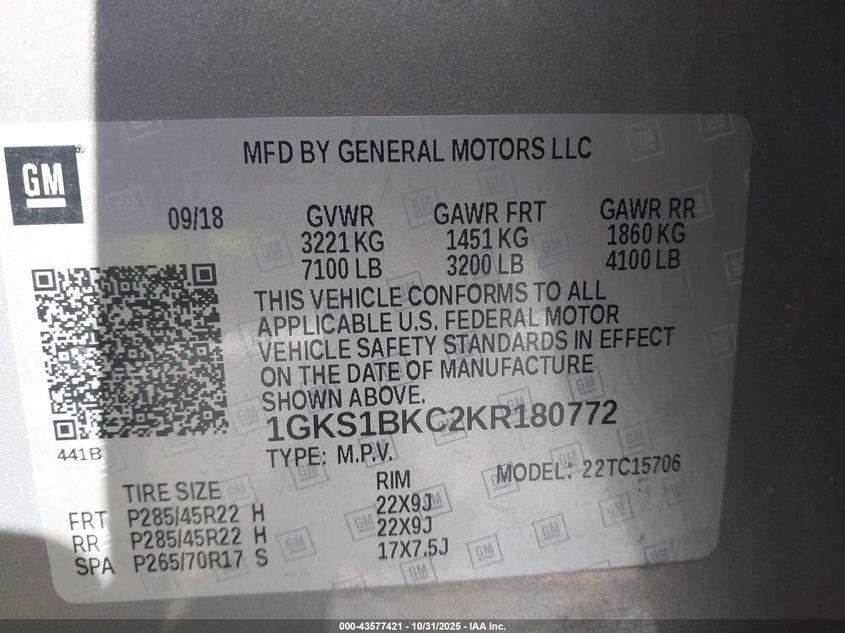 MFD BY GENERAL MOTORS LLC
GM
®
09/18 GVWR GAWR FRT GAWR RR
3221 KG 1451 KG 1860 KG
7100 LB 3200 LB 4100 LB
THIS VEHICLE CONFORMS TO ALL
APPLICABLE U.S. FEDERAL MOTOR
VEHICLE SAFETY STANDARDS IN EFFECT
ON THE DATE OF MANUFACTURE
SHOWN ABOVE.
1GKS1BKC2KR180772
441B
TYPE: M.P.V. MODEL: 22TC15706
TIRE SIZE RIM
FRT P285/45R22 H 22X9J
RR P285/45R22 H 22X9J
SPA P265/70R17 S 17X7.5J
000-43577421 - 10/31/2025 - IAA Inc.